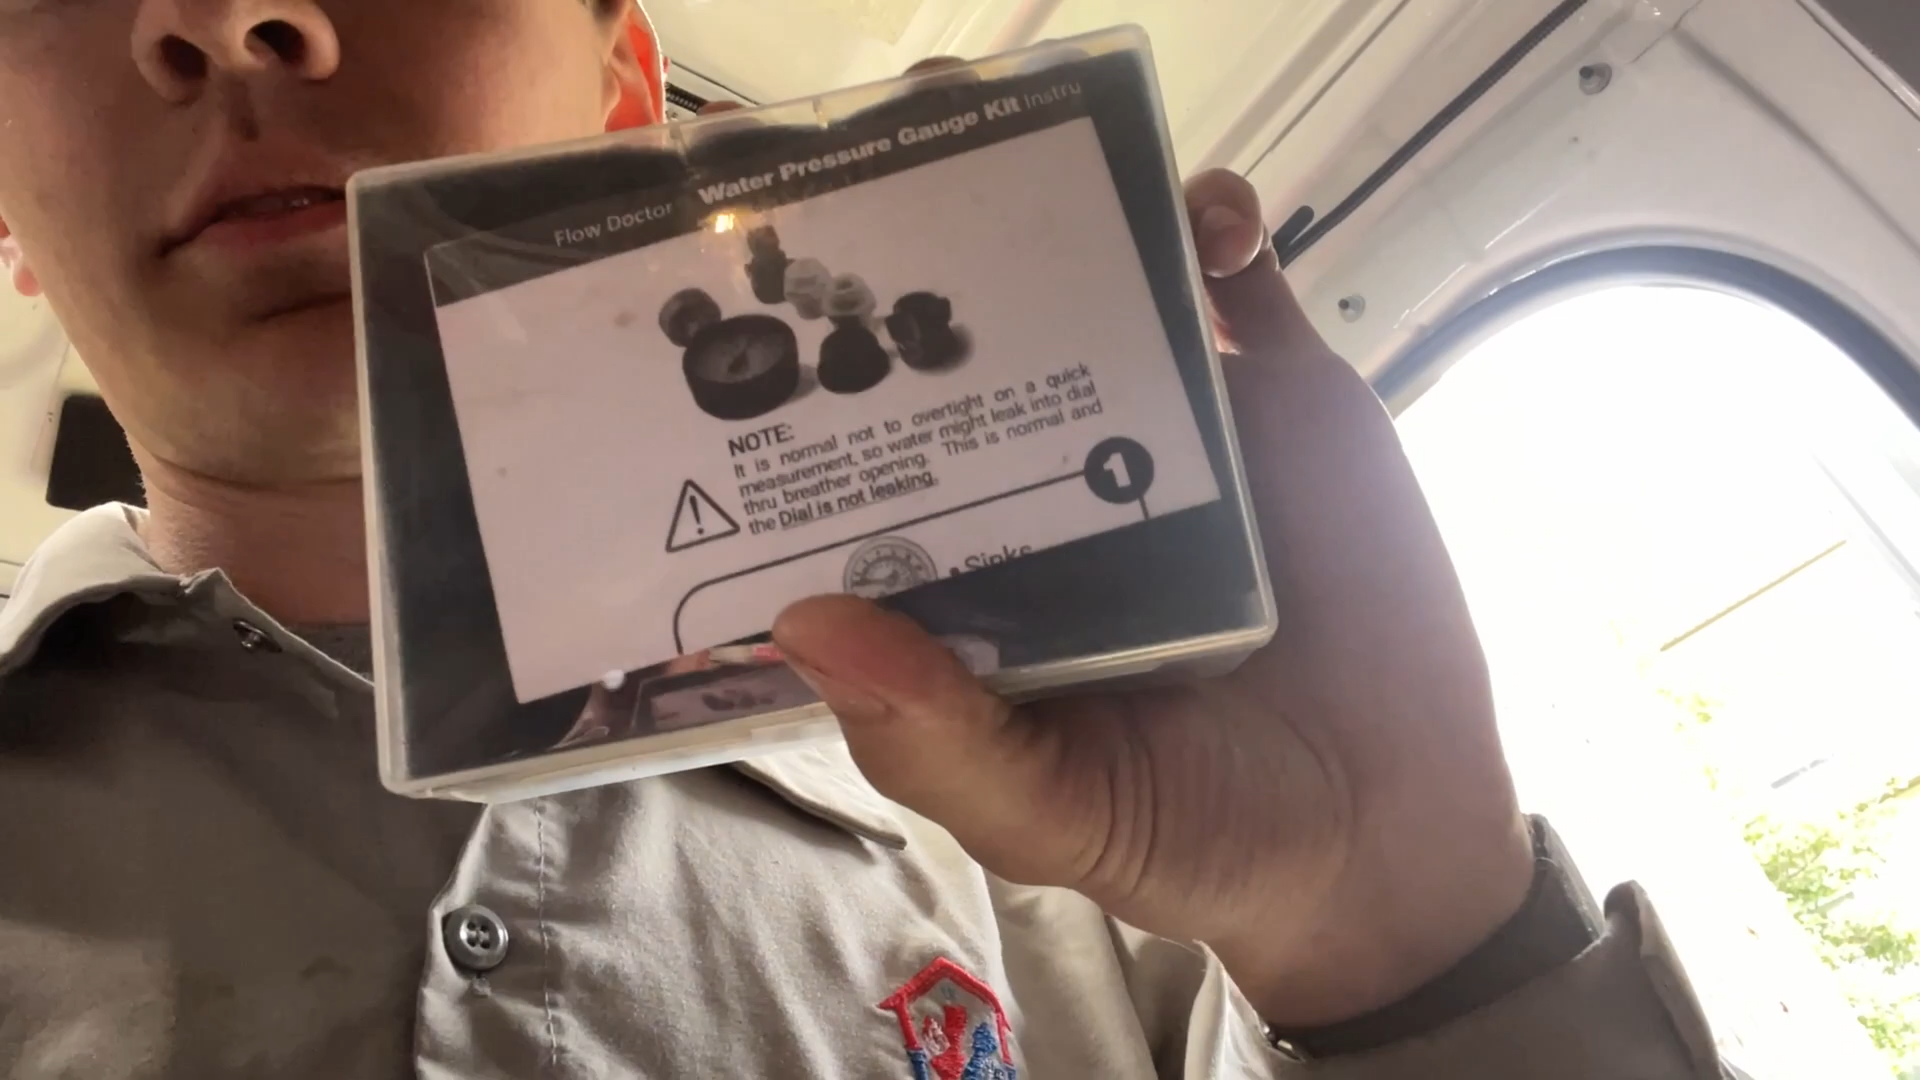 Flow Doctor Water Pressure Gauge Kit Instru
NOTE:
It is normal not to overtight on a quick
measurement, so water might leak into dial
thru breather opening. This is normal and
the Dial is not leaking.
1
• Sinks